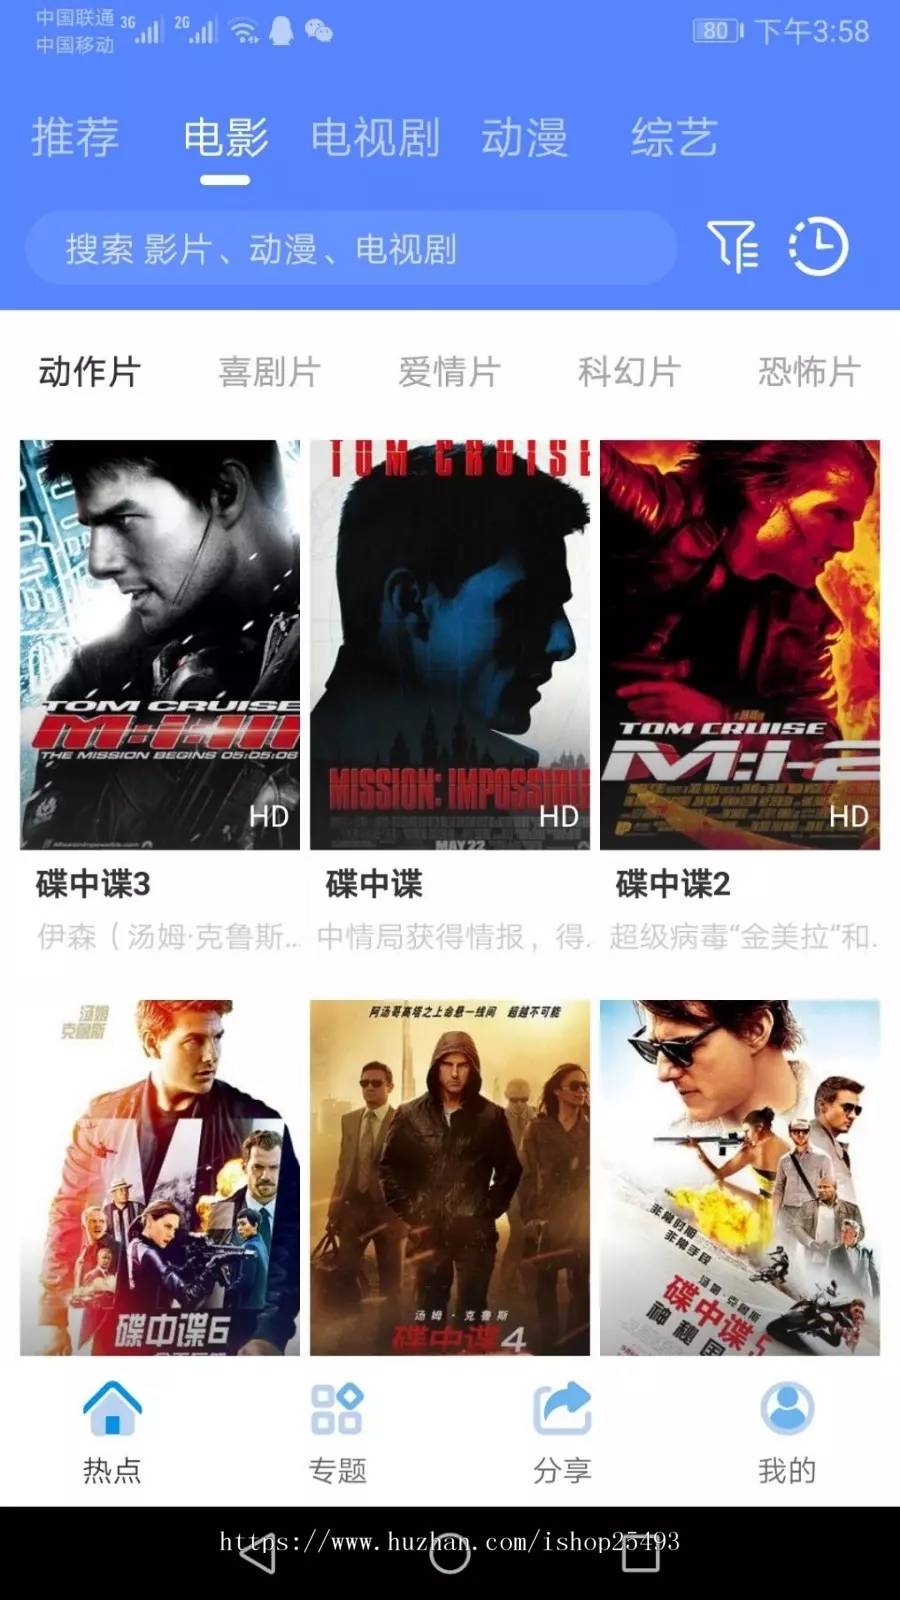 中国联通 3G 2G 80 下午3:58
中国移动
推荐 电影 电视剧 动漫 综艺
搜索 影片、动漫、电视剧
动作片 喜剧片 爱情片 科幻片 恐怖片
TOM CRUISE
M:i:III
THE MISSION BEGINS 05:05:06
HD
TOM CRUISE
MISSION: IMPOSSIBLE
MAY 22
HD
TOM CRUISE
M:I-2
HD
碟中谍3 碟中谍 碟中谍2
伊森（汤姆·克鲁斯... 中情局获得情报，得. 超级病毒“金美拉”和.
汤姆
克鲁斯
碟中谍6
阿汤哥高塔之上命悬一线间 超越不可能
汤姆·克鲁斯
碟中谍4
非常时期
非常手段
汤姆·克鲁斯
碟中谍5
神秘国
热点 专题 分享 我的
https://www.huzhan.com/ishop25493